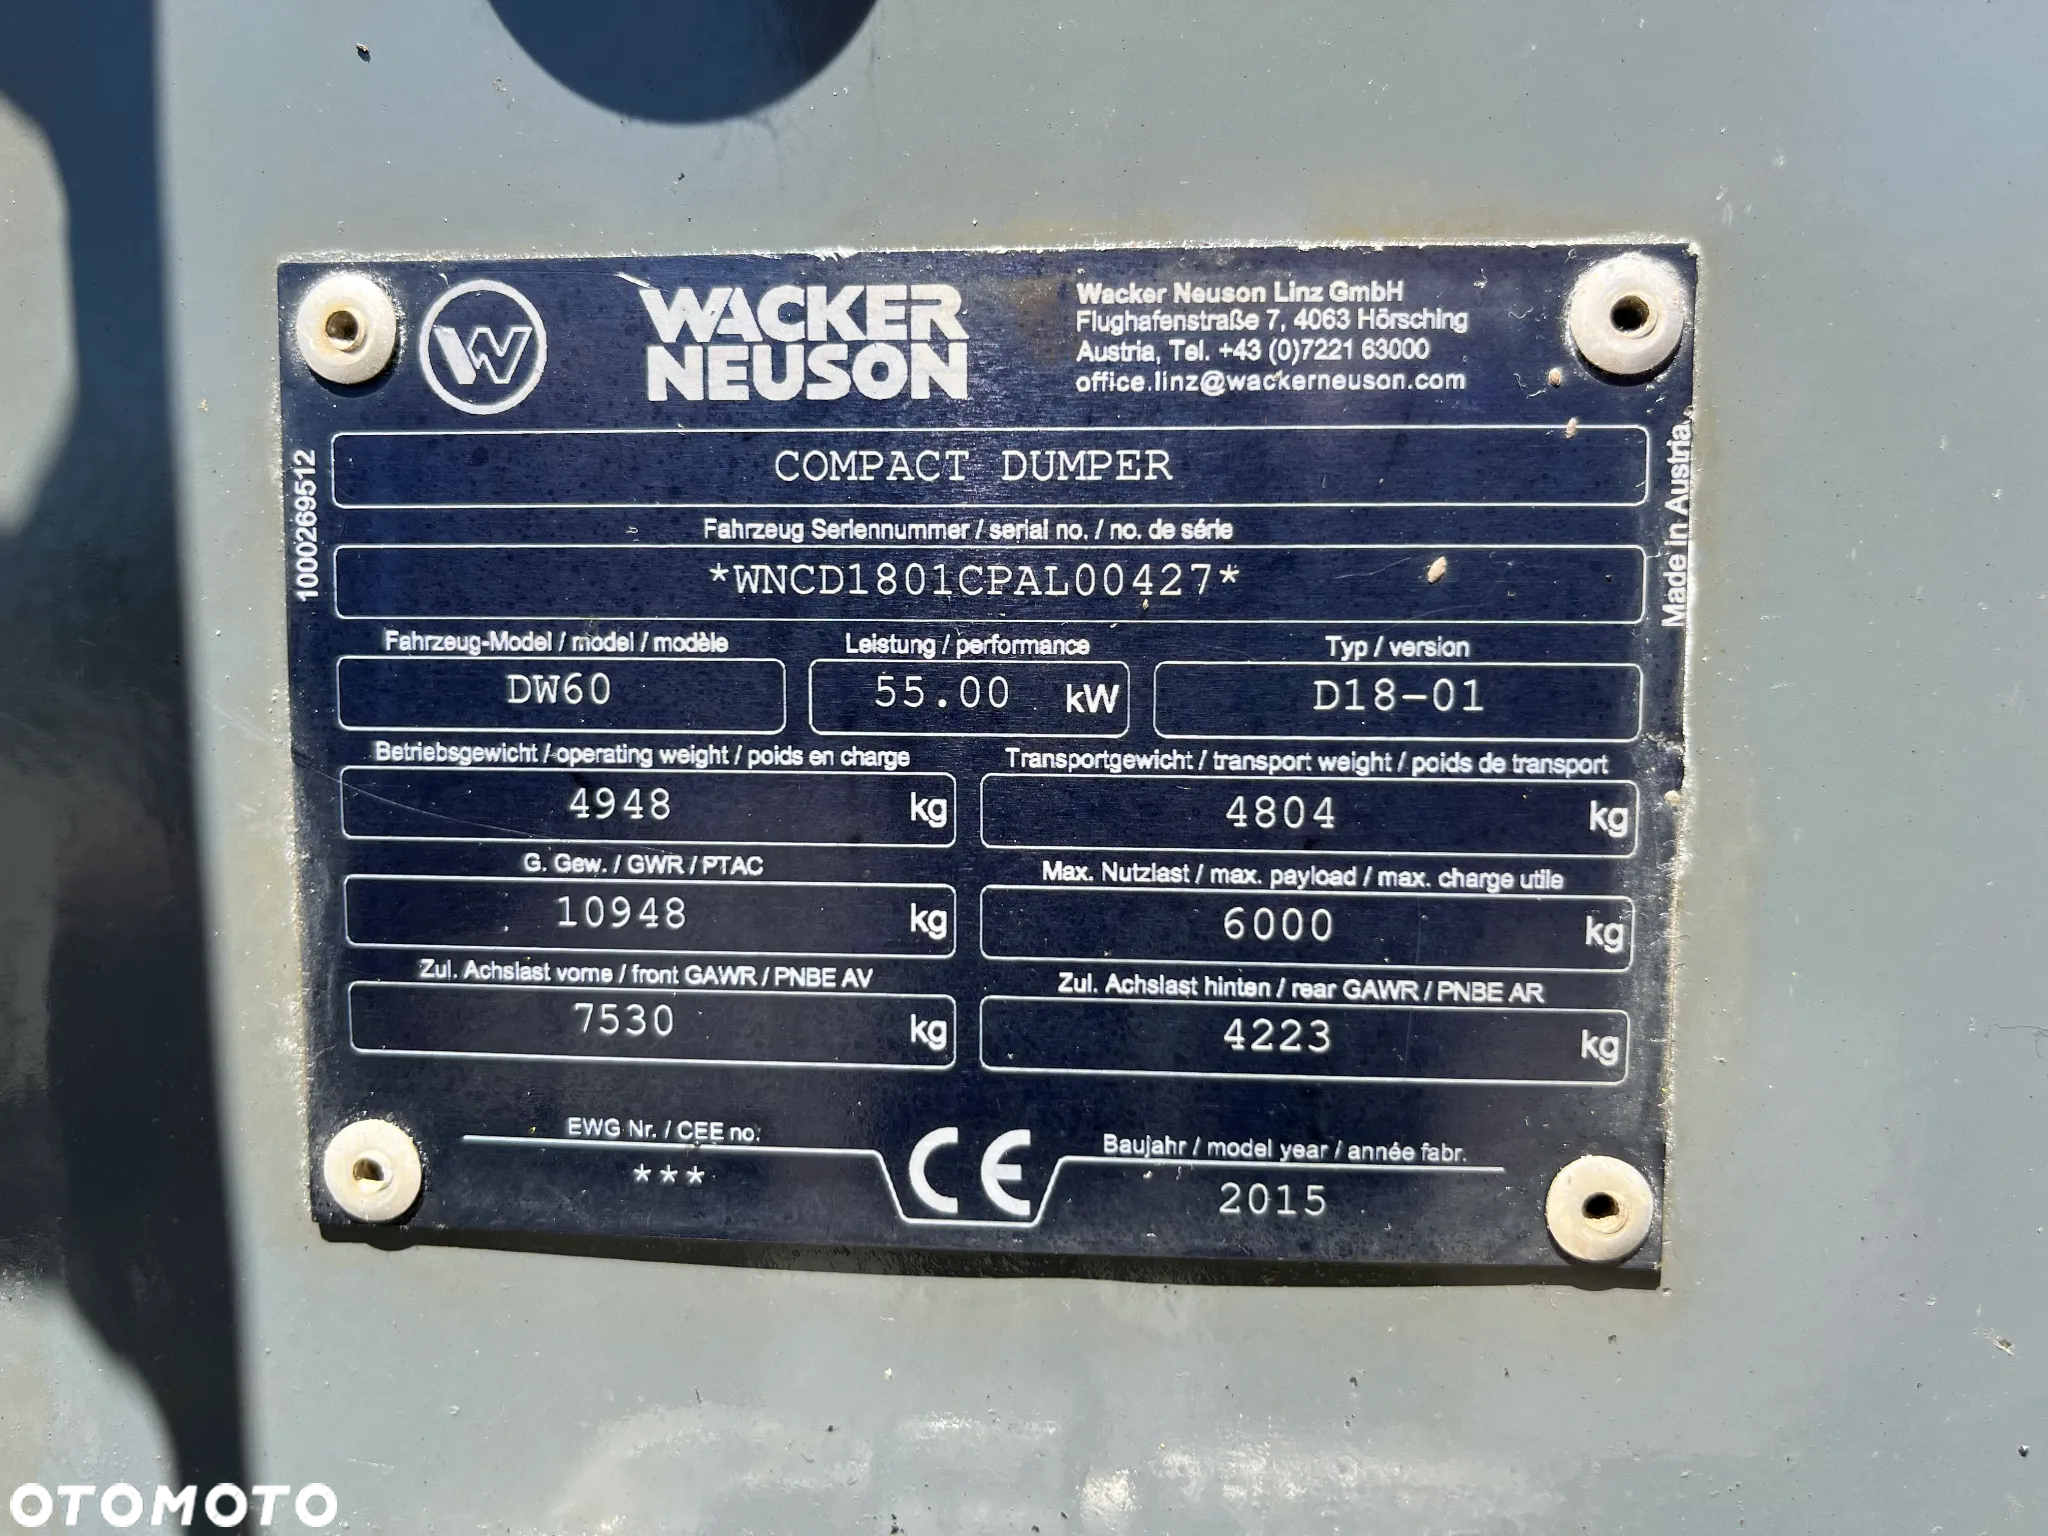 WACKER
NEUSON
Wacker Neuson Linz GmbH
Flughafenstraße 7, 4063 Hörsching
Austria, Tel. +43 (0)7221 63000
office.linz@wackerneuson.com
1000269512
Made in Austria
COMPACT DUMPER
Fahrzeug Seriennummer / serial no. / no. de série
*WNCD1801CPAL00427*
Fahrzeug-Model / model / modèle
DW60
Leistung / performance
55.00 kW
Typ / version
D18-01
Betriebsgewicht / operating weight / poids en charge
4948 kg
Transportgewicht / transport weight / poids de transport
4804 kg
G. Gew. / GWR / PTAC
10948 kg
Max. Nutzlast / max. payload / max. charge utile
6000 kg
Zul. Achslast vorne / front GAWR / PNBE AV
7530 kg
Zul. Achslast hinten / rear GAWR / PNBE AR
4223 kg
EWG Nr. / CEE no.
***
CE
Baujahr / model year / année fabr.
2015
OTOMOTO